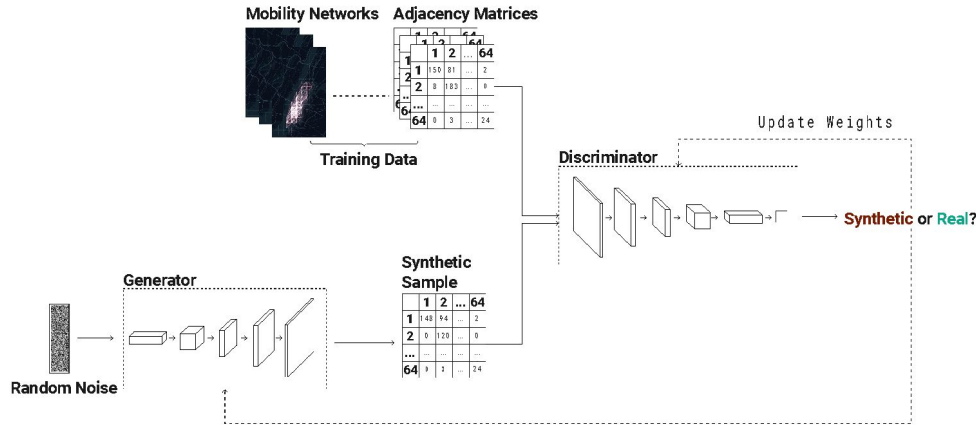 Mobility Networks
Adjacency Matrices
1 2 ... 64
1 150 81 ... 2
2 8 183 ... 0
... ... ... ... ...
64 0 3 ... 24
Training Data
Update Weights
Discriminator
Synthetic or Real?
Generator
Synthetic
Sample
1 2 ... 64
1 148 94 ... 2
2 0 120 ... 0
... ... ... ... ...
64 ... 24
Random Noise